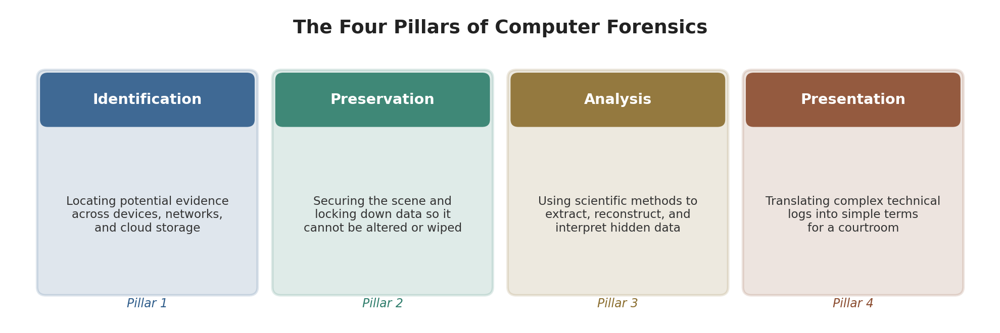 The Four Pillars of Computer Forensics
Identification
Locating potential evidence
across devices, networks,
and cloud storage
Pillar 1
Preservation
Securing the scene and
locking down data so it
cannot be altered or wiped
Pillar 2
Analysis
Using scientific methods to
extract, reconstruct, and
interpret hidden data
Pillar 3
Presentation
Translating complex technical
logs into simple terms
for a courtroom
Pillar 4